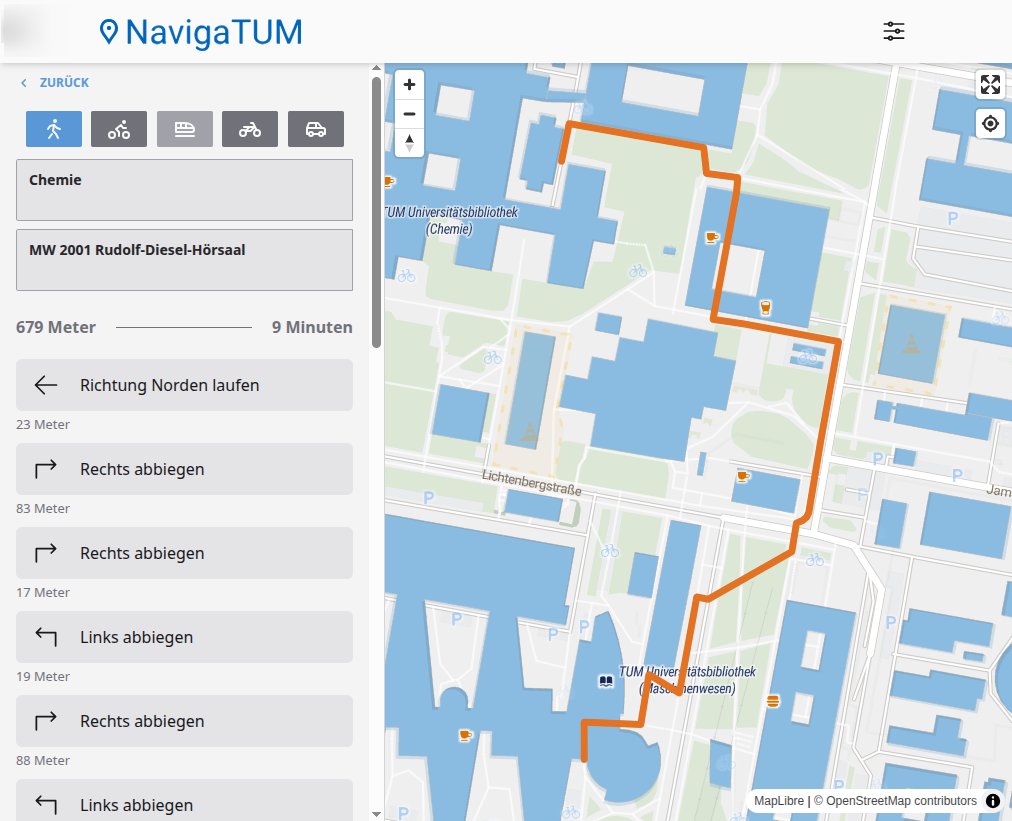 NavigaTUM
ZURÜCK
Chemie
MW 2001 Rudolf-Diesel-Hörsaal
679 Meter
9 Minuten
Richtung Norden laufen
23 Meter
Rechts abbiegen
83 Meter
Rechts abbiegen
17 Meter
Links abbiegen
19 Meter
Rechts abbiegen
88 Meter
Links abbiegen
TUM Universitätsbibliothek
(Chemie)
P
Lichtenbergstraße
P
P
P
P
Jam
P
P
P
P
TUM Universitätsbibliothek
(Maschinenwesen)
P
P
MapLibre | © OpenStreetMap contributors